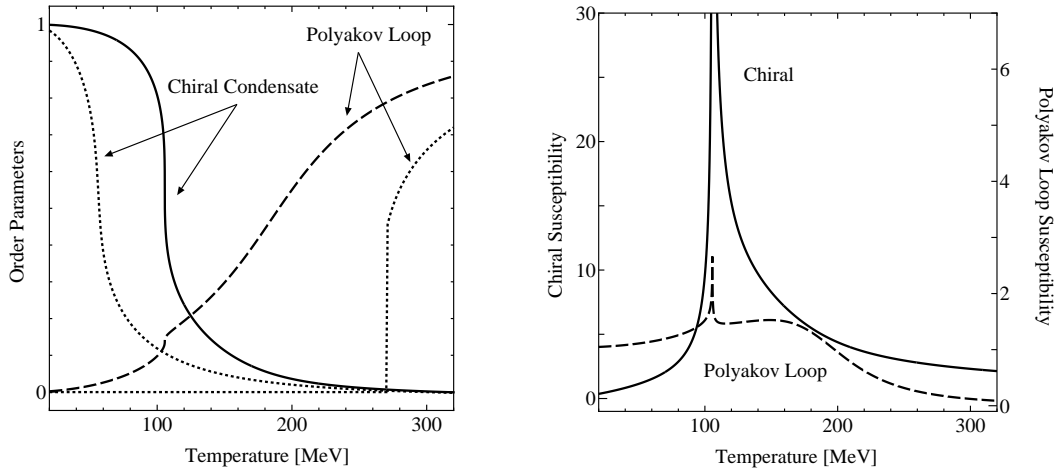 1
Polyakov Loop
Chiral Condensate
Order Parameters
0
100
200
300
Temperature [MeV]
30
20
10
0
Chiral Susceptibility
Chiral
Polyakov Loop
6
4
2
0
Polyakov Loop Susceptibility
100
200
300
Temperature [MeV]